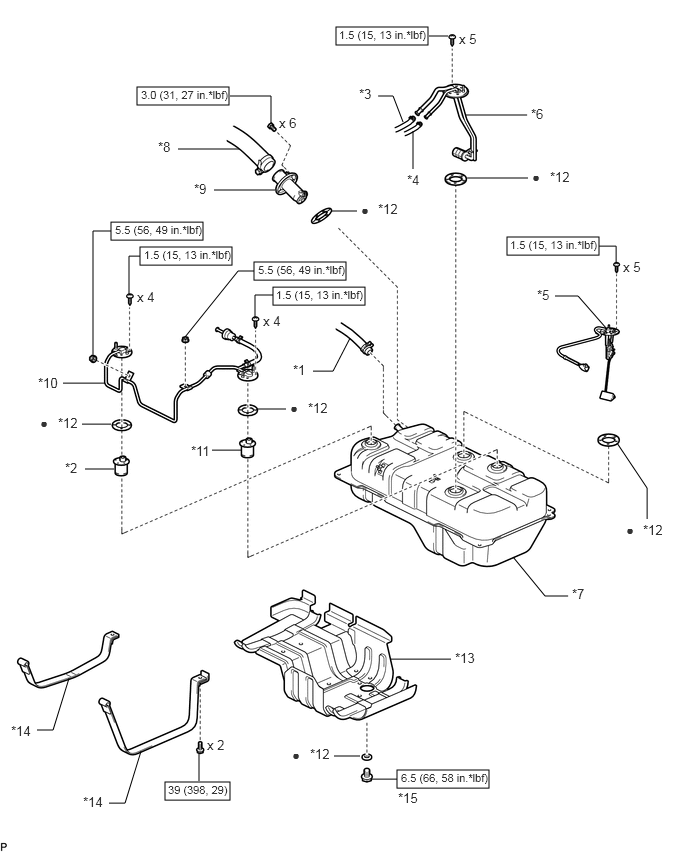 1.5 (15, 13 in.*lbf)
x 5
*3
*6
*4
● *12
3.0 (31, 27 in.*lbf)
x 6
*8
*9
● *12
5.5 (56, 49 in.*lbf)
1.5 (15, 13 in.*lbf)
x 4
5.5 (56, 49 in.*lbf)
1.5 (15, 13 in.*lbf)
x 4
1.5 (15, 13 in.*lbf)
x 5
*5
*1
*10
● *12
● *12
*2
*11
● *12
*7
*13
*14
x 2
39 (398, 29)
*14
● *12
6.5 (66, 58 in.*lbf)
*15
P